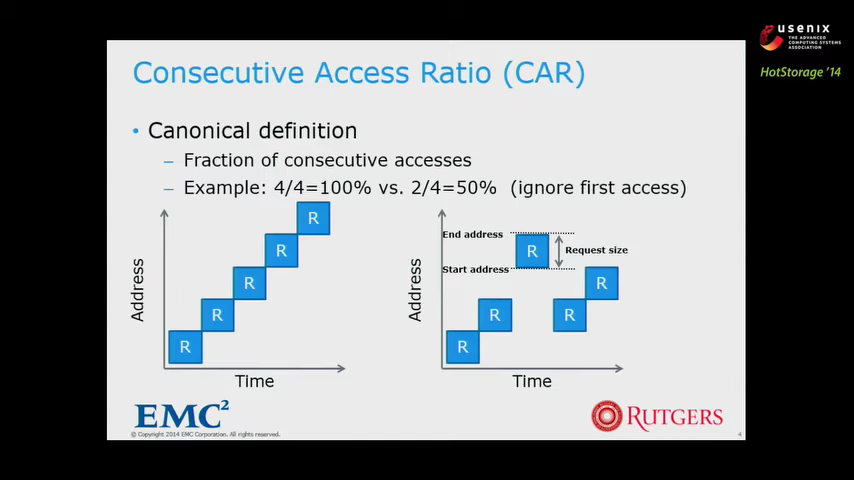 usenix
THE ADVANCED
COMPUTING SYSTEMS
ASSOCIATION
HotStorage '14
Consecutive Access Ratio (CAR)
• Canonical definition
– Fraction of consecutive accesses
– Example: 4/4=100% vs. 2/4=50% (ignore first access)
Address
R
R
R
R
R
Time
Address
End address
Start address
Request size
R
R
R
R
R
Time
EMC²
© Copyright 2014 EMC Corporation. All rights reserved.
RUTGERS
4